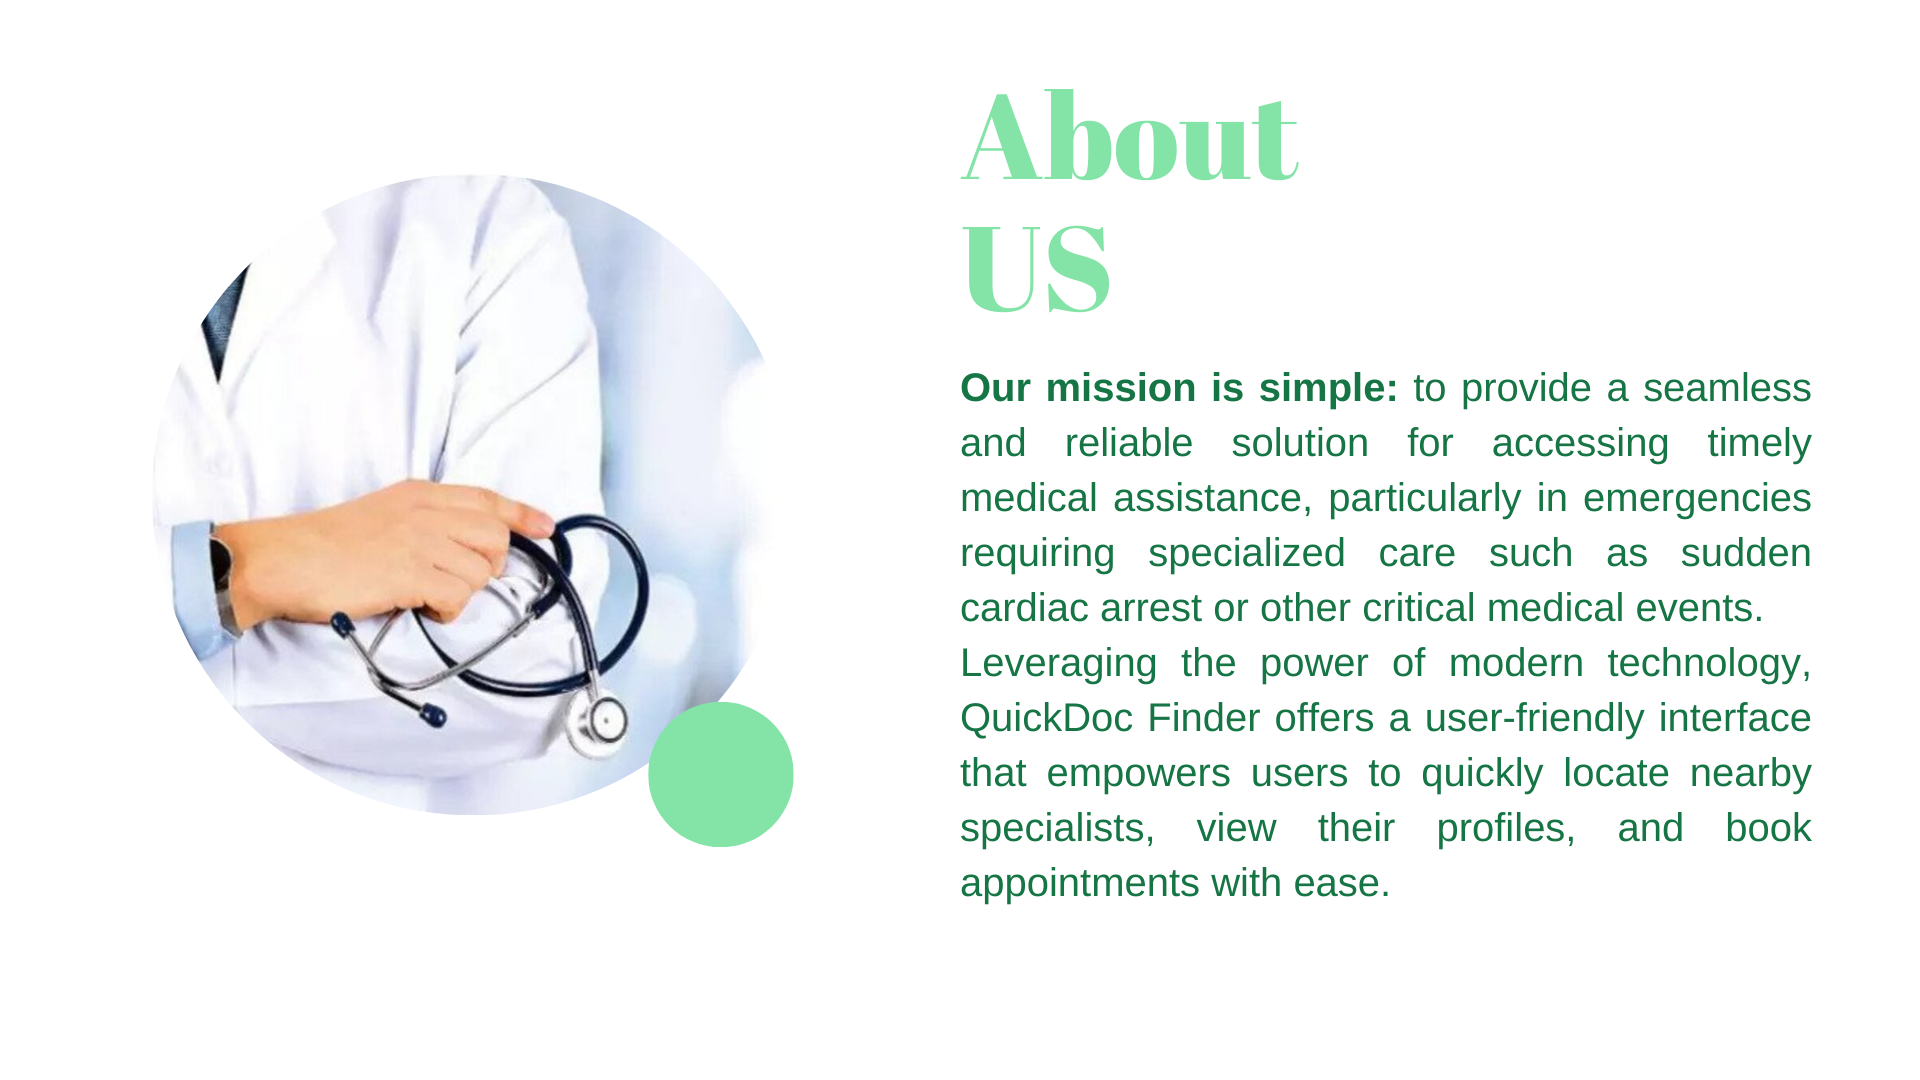 About
US
Our mission is simple: to provide a seamless
and reliable solution for accessing timely
medical assistance, particularly in emergencies
requiring specialized care such as sudden
cardiac arrest or other critical medical events.
Leveraging the power of modern technology,
QuickDoc Finder offers a user-friendly interface
that empowers users to quickly locate nearby
specialists, view their profiles, and book
appointments with ease.